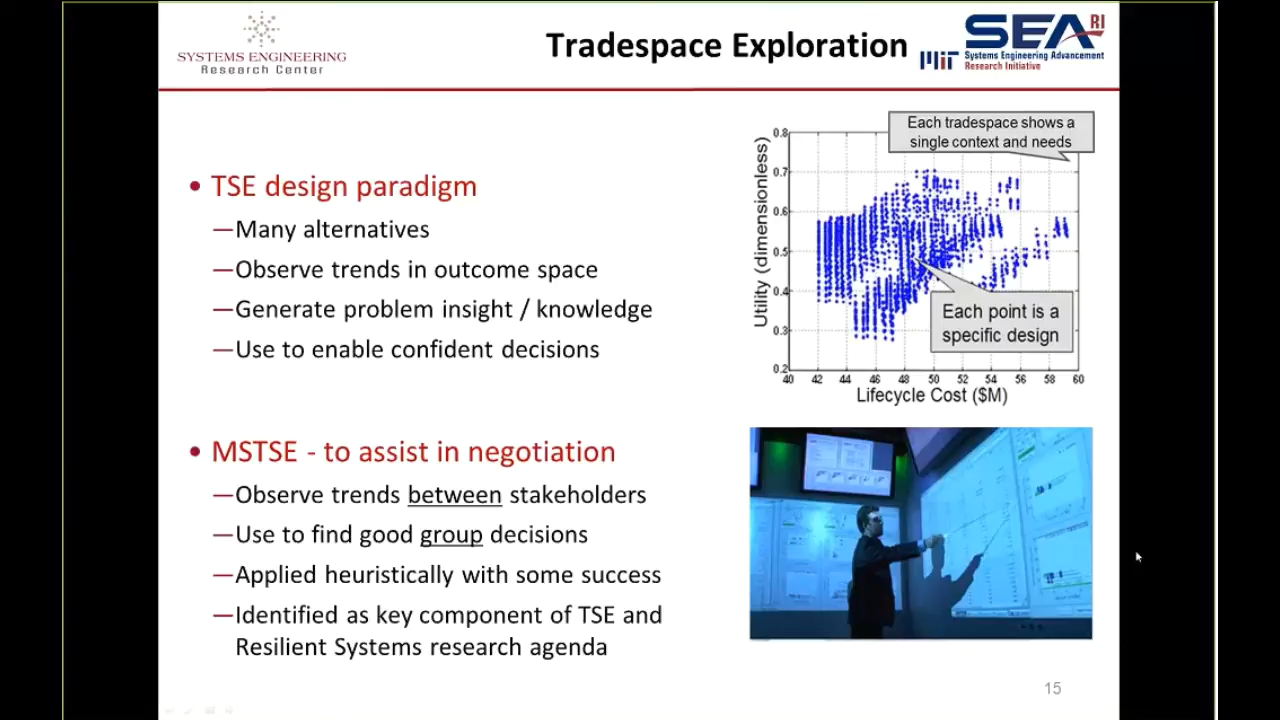 SYSTEMS ENGINEERING
Research Center
Tradespace Exploration
MIT
SEARI
Systems Engineering Advancement
Research Initiative
• TSE design paradigm
—Many alternatives
—Observe trends in outcome space
—Generate problem insight / knowledge
—Use to enable confident decisions
Each tradespace shows a
single context and needs
Utility (dimensionless)
0.8
0.7
0.6
0.5
0.4
0.3
0.2
Each point is a
specific design
40 42 44 46 48 50 52 54 56 58 60
Lifecycle Cost ($M)
• MSTSE - to assist in negotiation
—Observe trends between stakeholders
—Use to find good group decisions
—Applied heuristically with some success
—Identified as key component of TSE and
Resilient Systems research agenda
15